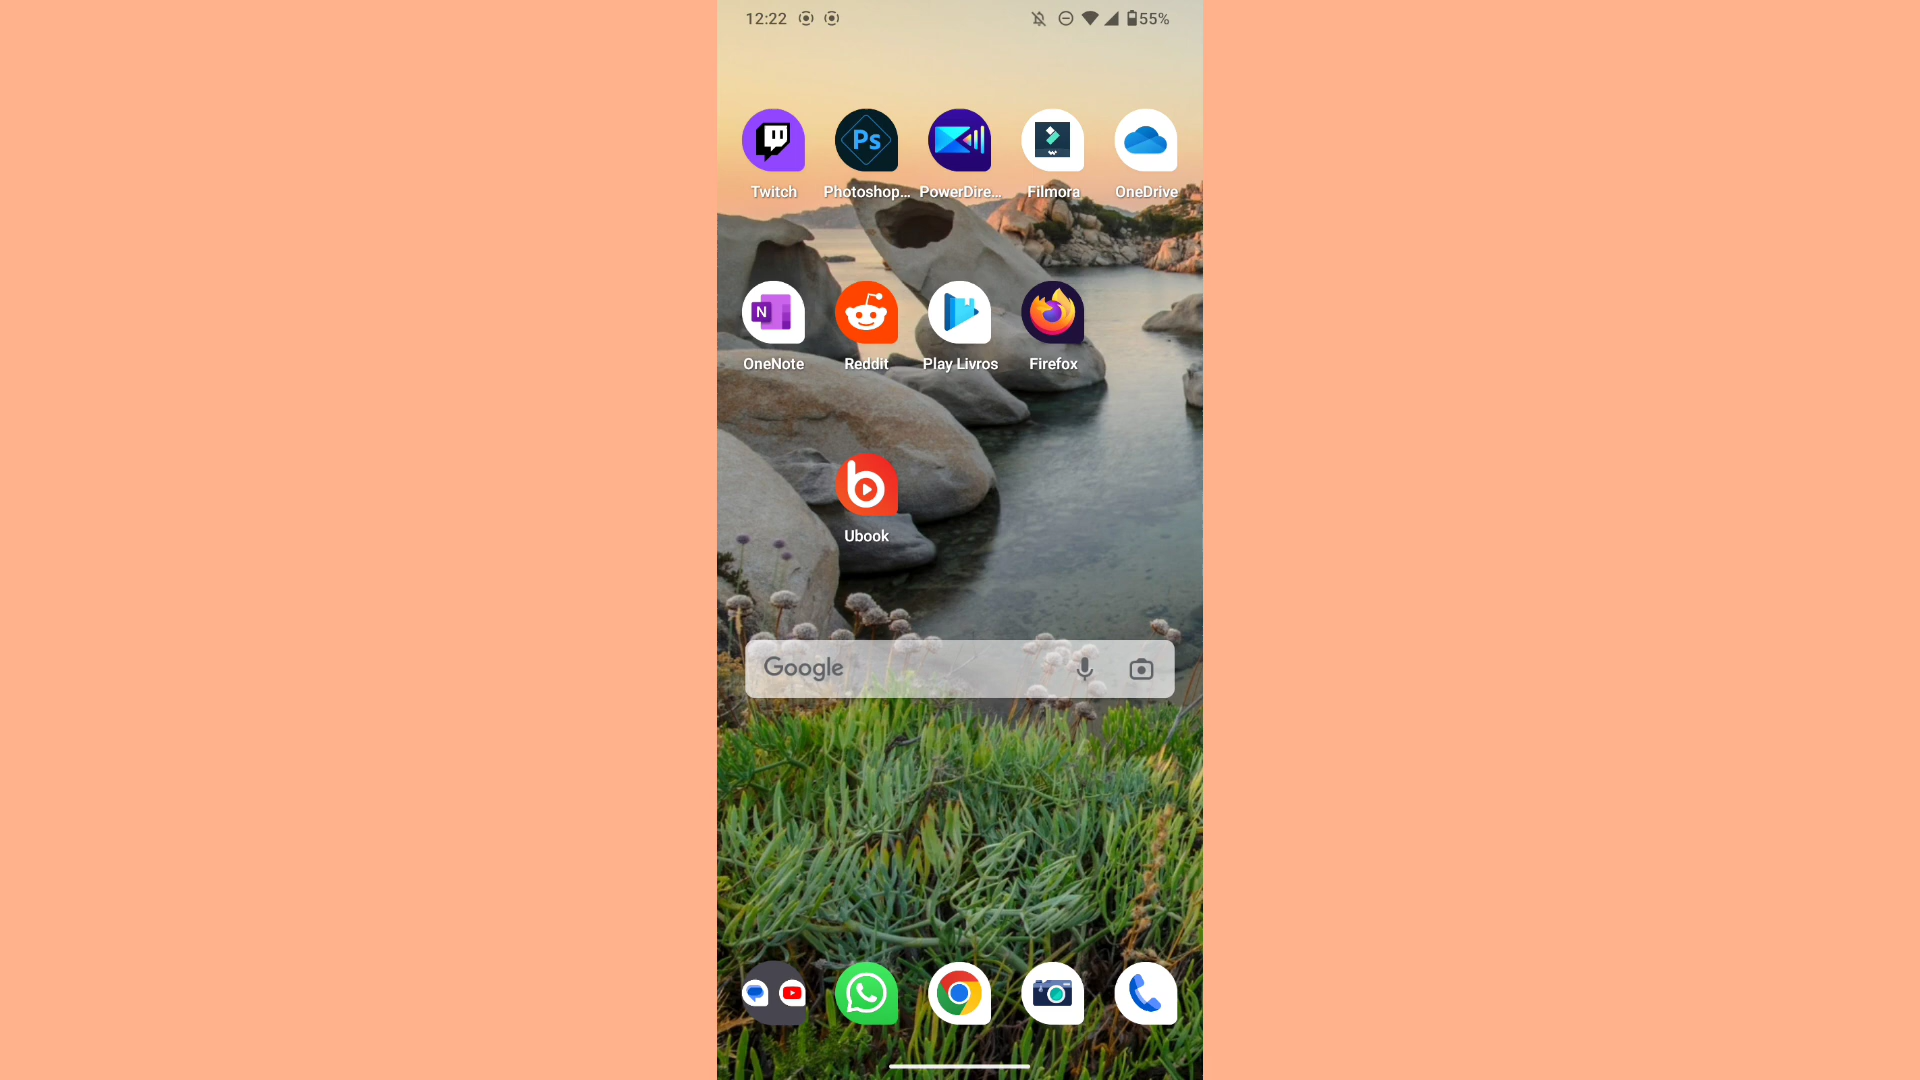 12:22 55%
Twitch Photoshop... PowerDire... Filmora OneDrive
OneNote Reddit Play Livros Firefox
Ubook
Google